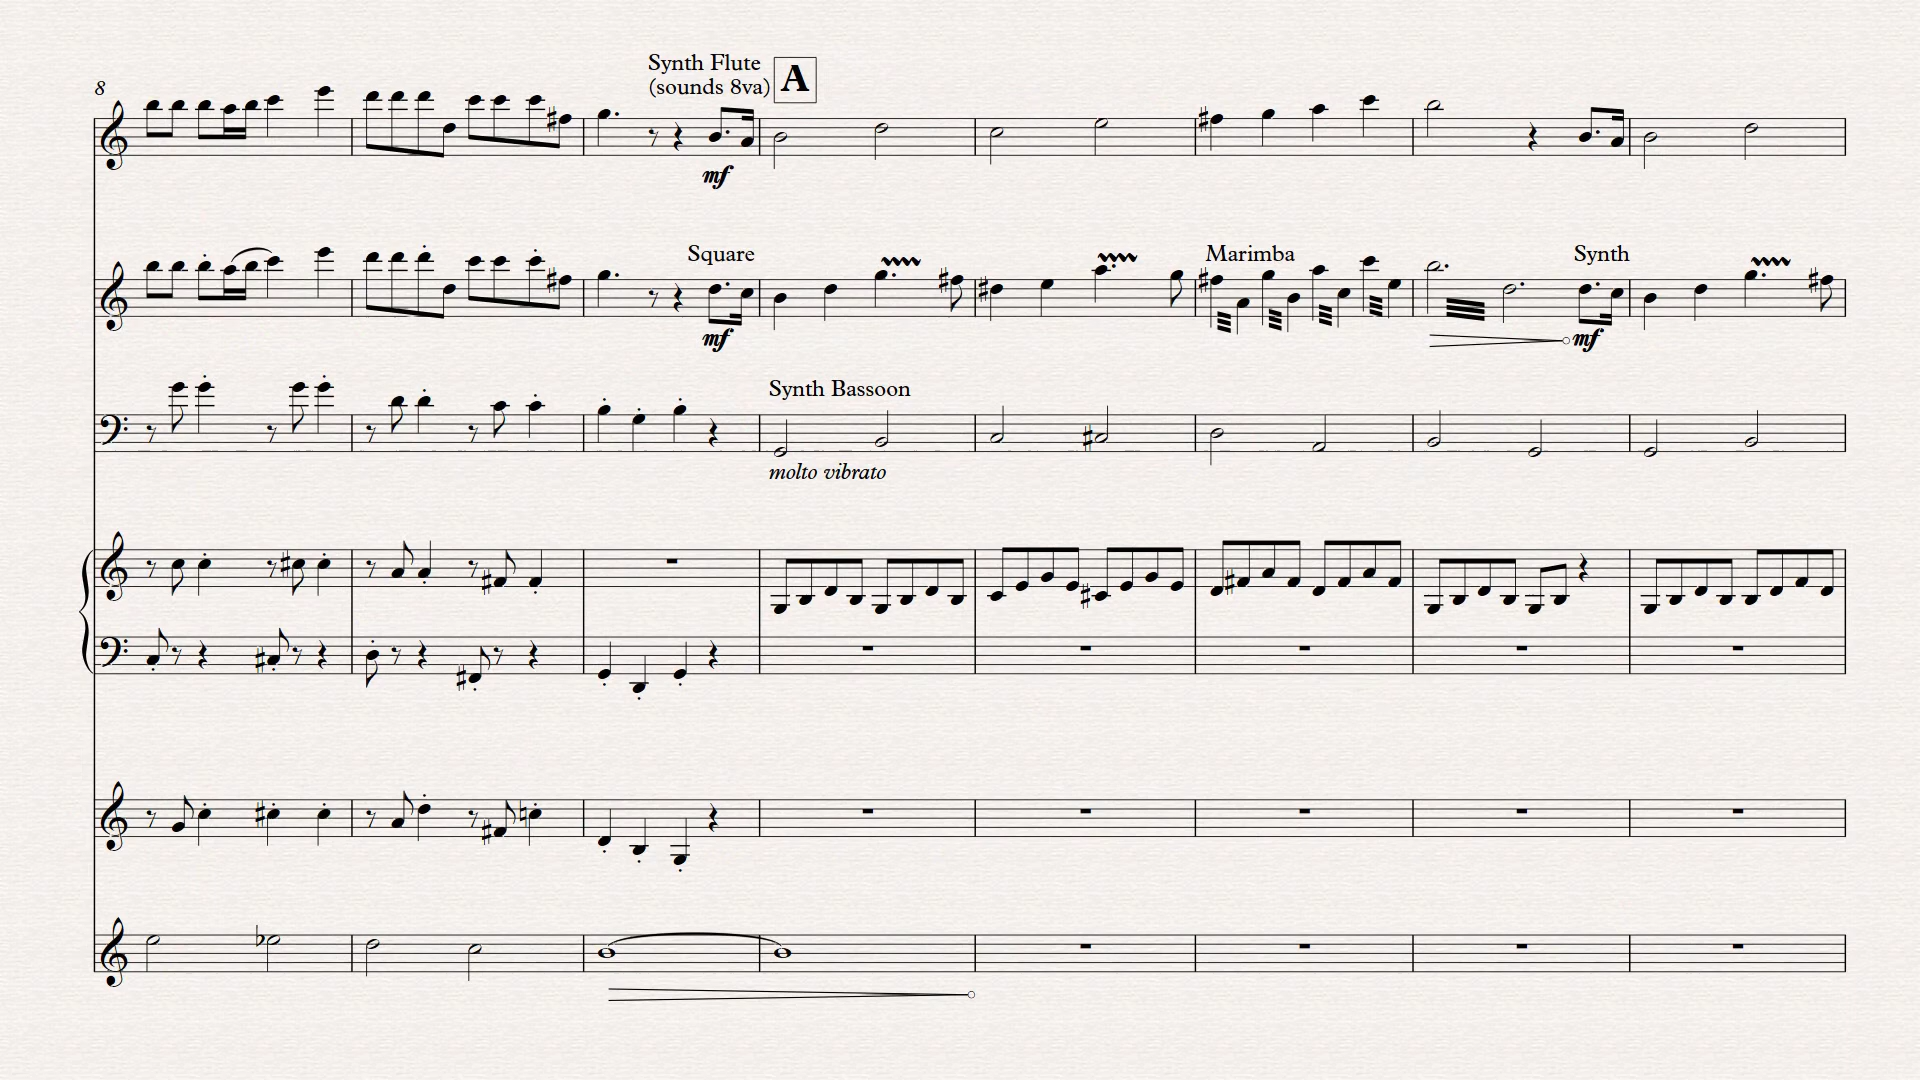 8
Synth Flute
(sounds 8va)
A
mf
Square
Marimba
Synth
mf
mf
Synth Bassoon
molto vibrato